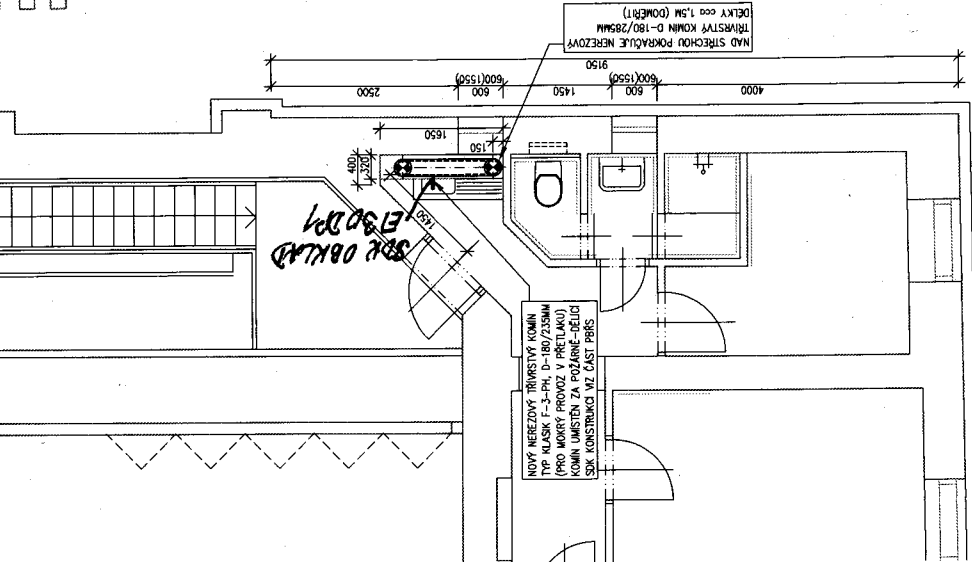 NAD STŘECHOU POKRAČUJE NEREZOVÝ
TŘÍVRSTVÝ KOMÍN D-180/285MM
DÉLKY cca 1,5M (DOMĚŘIT)
9150
4000
600
600(1550)
1450
600
600(1550)
2500
1650
150
400
320
1450
SDK OBKLAD
EI 30 DP1
NOVÝ NEREZOVÝ TŘÍVRSTVÝ KOMÍN
TYP KLASIK F-3-PH, D-180/235MM
(PRO MOKRÝ PROVOZ V PŘETLAKU)
KOMÍN UMÍSTĚN ZA POŽÁRNĚ-DĚLÍCÍ
SDK KONSTRUKCÍ VIZ ČÁST PBŘS